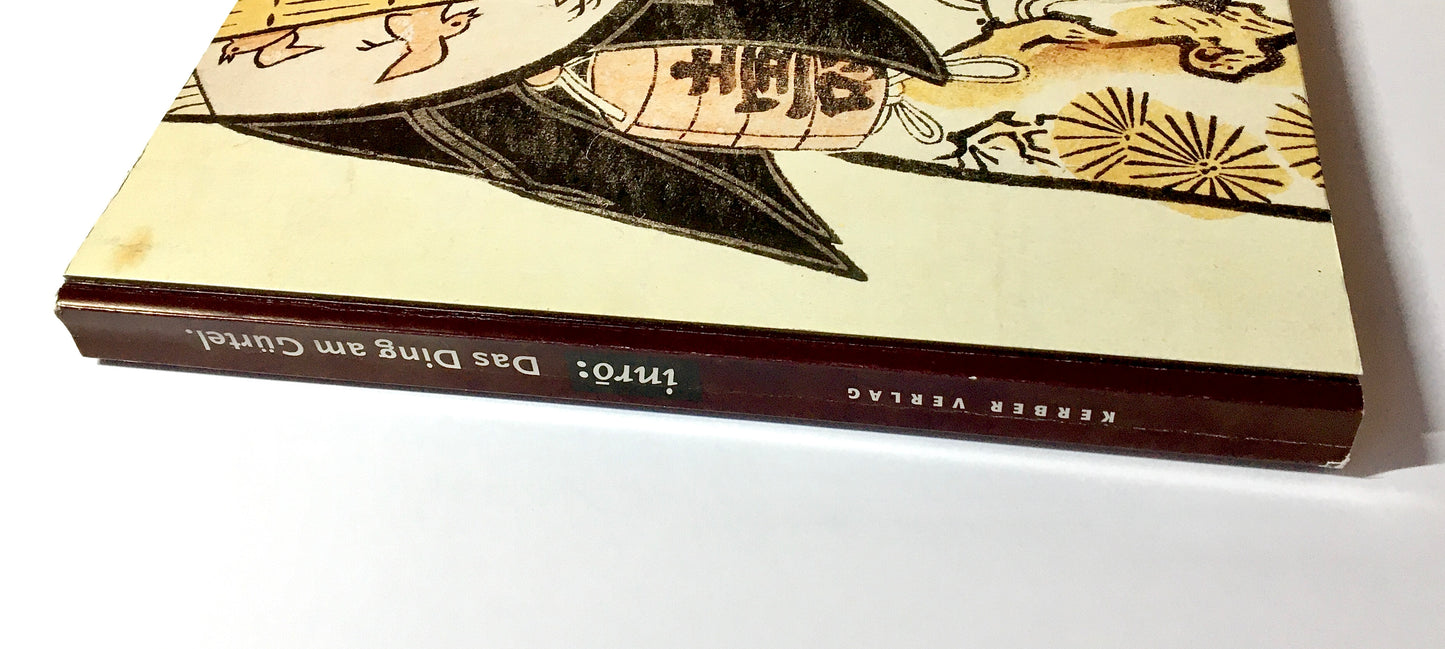 KERBER VERLAG
inrō: Das Ding am Gürtel.